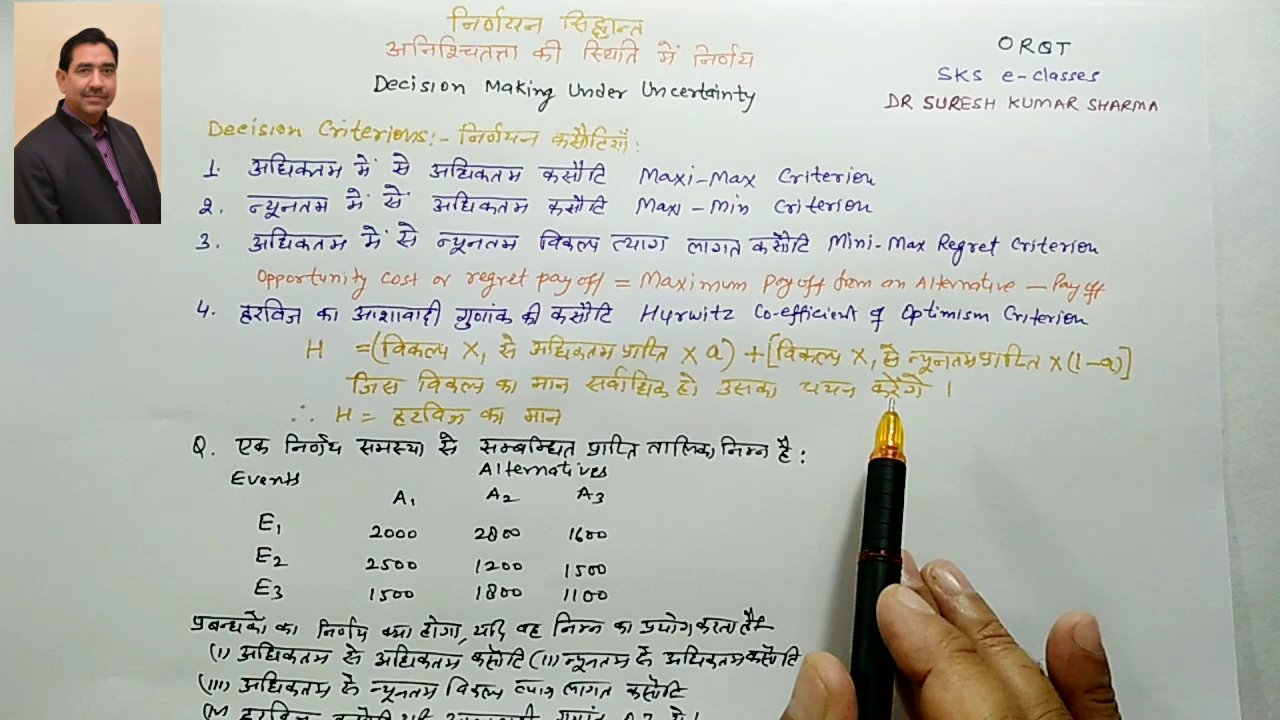 निर्णयन सिद्धान्त
अनिश्चितत्ता की स्थिति में निर्णय
Decision Making Under Uncertainty
ORQT
SKS e-classes
DR SURESH KUMAR SHARMA
Decision Criterions:- निर्णयन कसौटियाँ:
1. अधिकतम में से अधिकतम कसौटि Maxi-Max Criterion
2. न्यूनतम में से अधिकतम कसौटि Maxi-Min Criterion
3. अधिकतम में से न्यूनतम विकल्प त्याग लागत कसौटि Mini-Max Regret Criterion
Opportunity cost or regret pay off = Maximum Pay off from an Alternative - Pay off
4. हरविज का आशावादी गुणांक की कसौटि Hurwitz Co-efficient of Optimism Criterion
H = (विकल्प X₁ से अधिकतम प्राप्ति X a) + [विकल्प X₁ से न्यूनतम प्राप्ति X (1-a)]
जिस विकल्प का मान सर्वाधिक हो उसका चयन करेंगे ।
∴ H = हरविज का मान
Q. एक निर्णय समस्या से सम्बन्धित प्राप्ति तालिका निम्न है:
Events Alternatives
A₁ A₂ A₃
E₁ 2000 2800 1600
E₂ 2500 1200 1500
E₃ 1500 1800 1100
प्रबन्धकों का निर्णय क्या होगा, यदि वह निम्न का प्रयोग करता है:-
(I) अधिकतम से अधिकतम कसौटि (II) न्यूनतम से अधिकतम कसौटि
(III) अधिकतम से न्यूनतम विकल्प त्याग लागत कसौटि